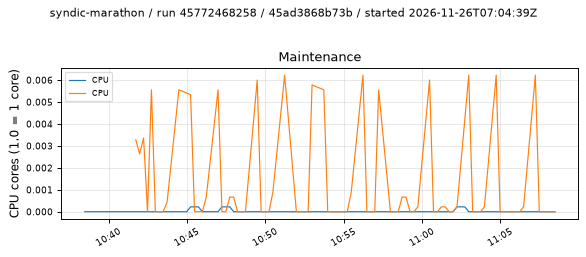 syndic-marathon / run 45772468258 / 45ad3868b73b / started 2026-11-26T07:04:39Z
Maintenance
CPU cores (1.0 = 1 core)
CPU
CPU
0.006
0.005
0.004
0.003
0.002
0.001
0.000
10:40
10:45
10:50
10:55
11:00
11:05